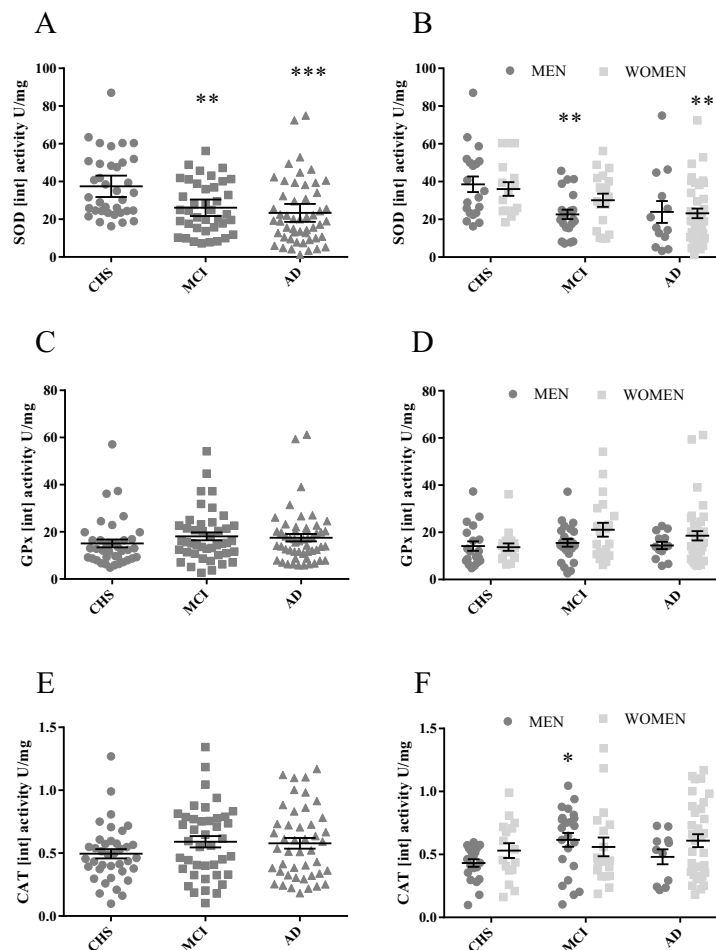 A
SOD [int] activity U/mg
100
80
60
40
20
0
**
***
CHS
MCI
AD
B
MEN
WOMEN
SOD [int] activity U/mg
100
80
60
40
20
0
**
**
CHS
MCI
AD
C
GPx [int] activity U/mg
80
60
40
20
0
CHS
MCI
AD
D
MEN
WOMEN
GPx [int] activity U/mg
80
60
40
20
0
CHS
MCI
AD
E
CAT [int] activity U/mg
1.5
1.0
0.5
0.0
CHS
MCI
AD
F
MEN
WOMEN
CAT [int] activity U/mg
1.5
1.0
0.5
0.0
*
CHS
MCI
AD